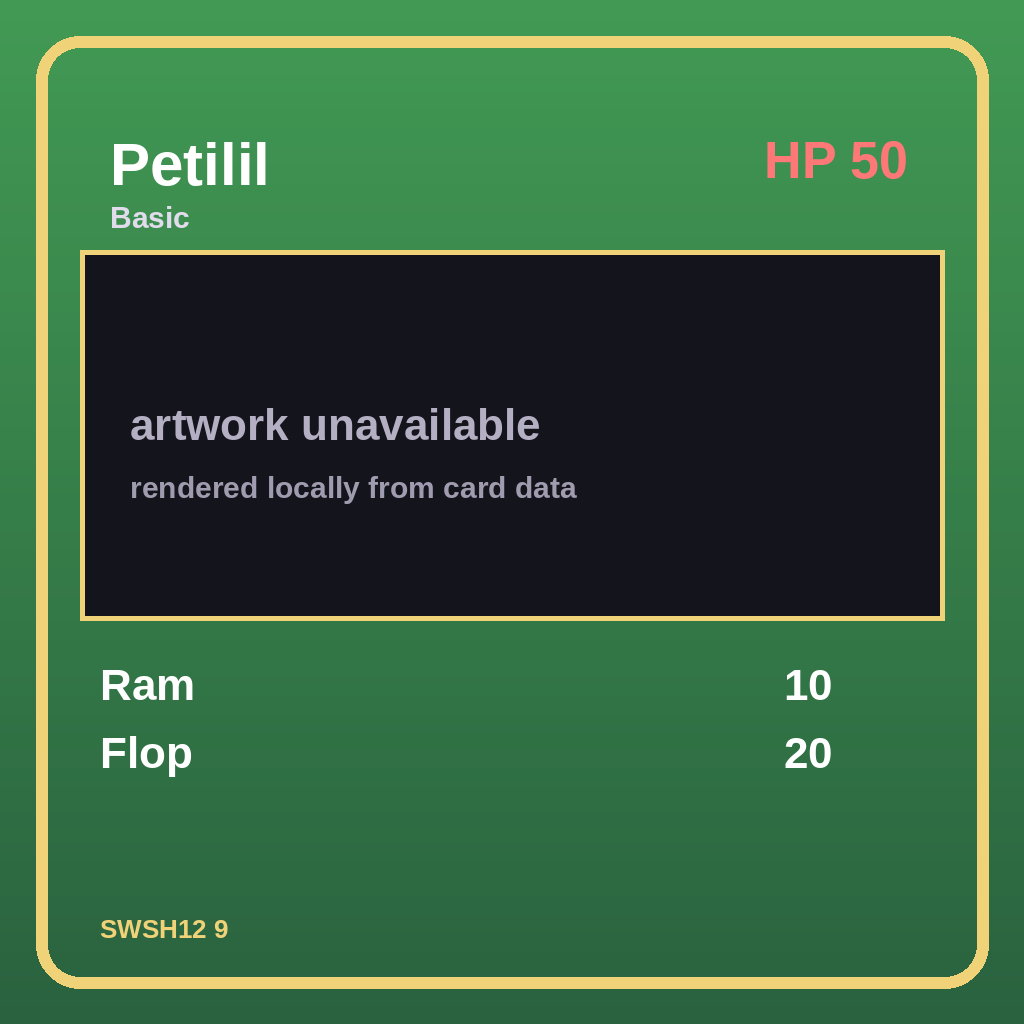 Petilil
HP 50
Basic
artwork unavailable
rendered locally from card data
Ram 10
Flop 20
SWSH12 9